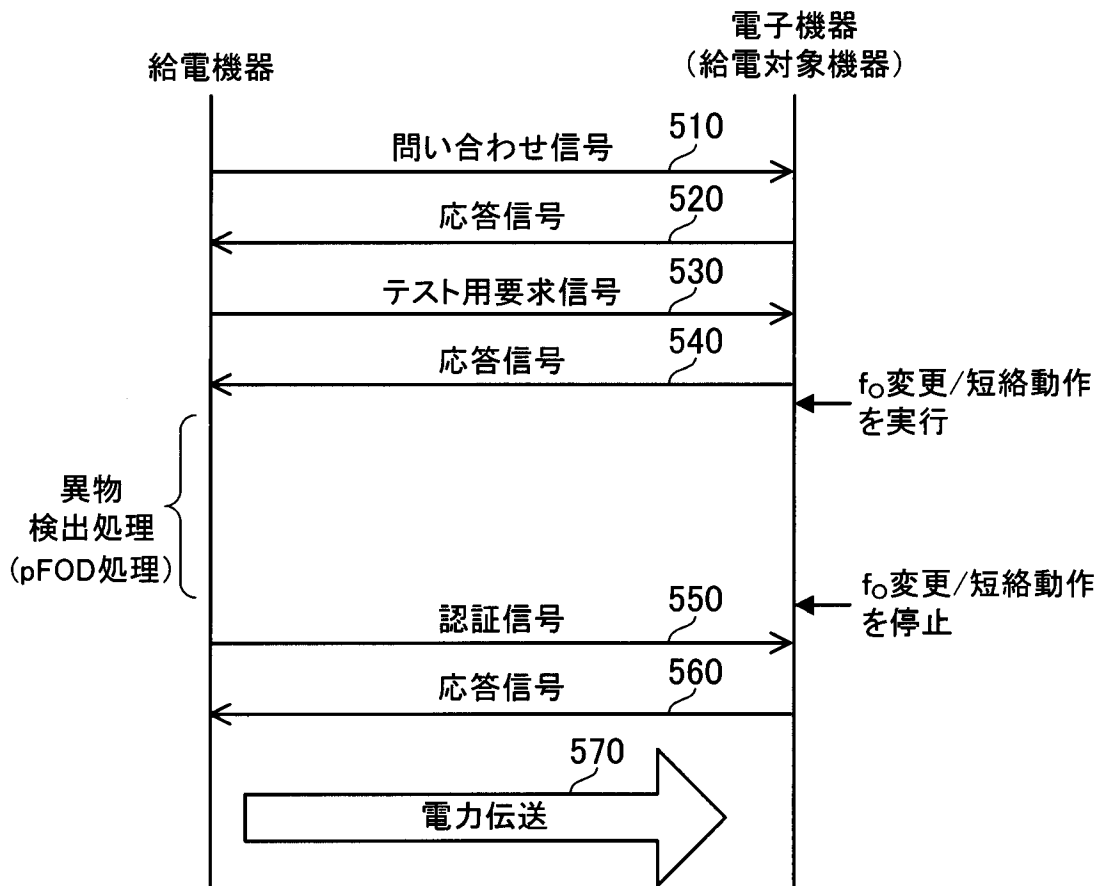 給電機器
電子機器
(給電対象機器)
問い合わせ信号
510
応答信号
520
テスト用要求信号
530
応答信号
540
fO変更/短絡動作
を実行
異物
検出処理
(pFOD処理)
fO変更/短絡動作
を停止
認証信号
550
応答信号
560
570
電力伝送